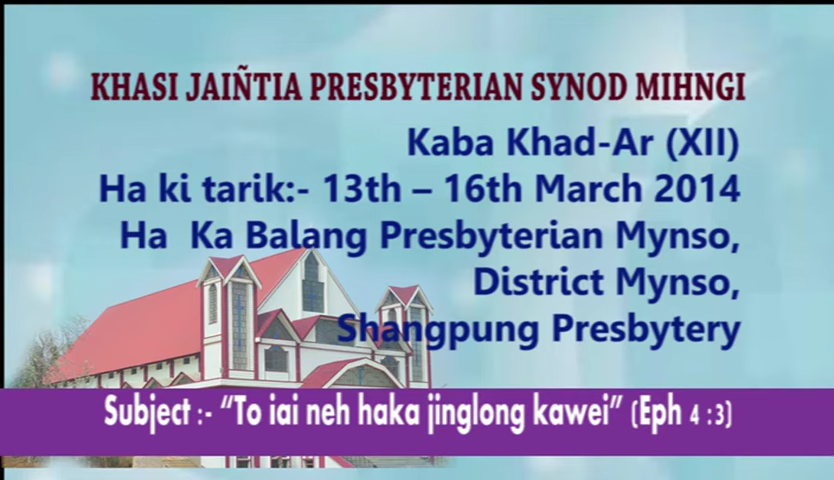 KHASI JAIÑTIA PRESBYTERIAN SYNOD MIHNGI
Kaba Khad-Ar (XII)
Ha ki tarik:- 13th – 16th March 2014
Ha Ka Balang Presbyterian Mynso,
District Mynso,
Shangpung Presbytery
Subject :- “To iai neh haka jinglong kawei” (Eph 4 :3)